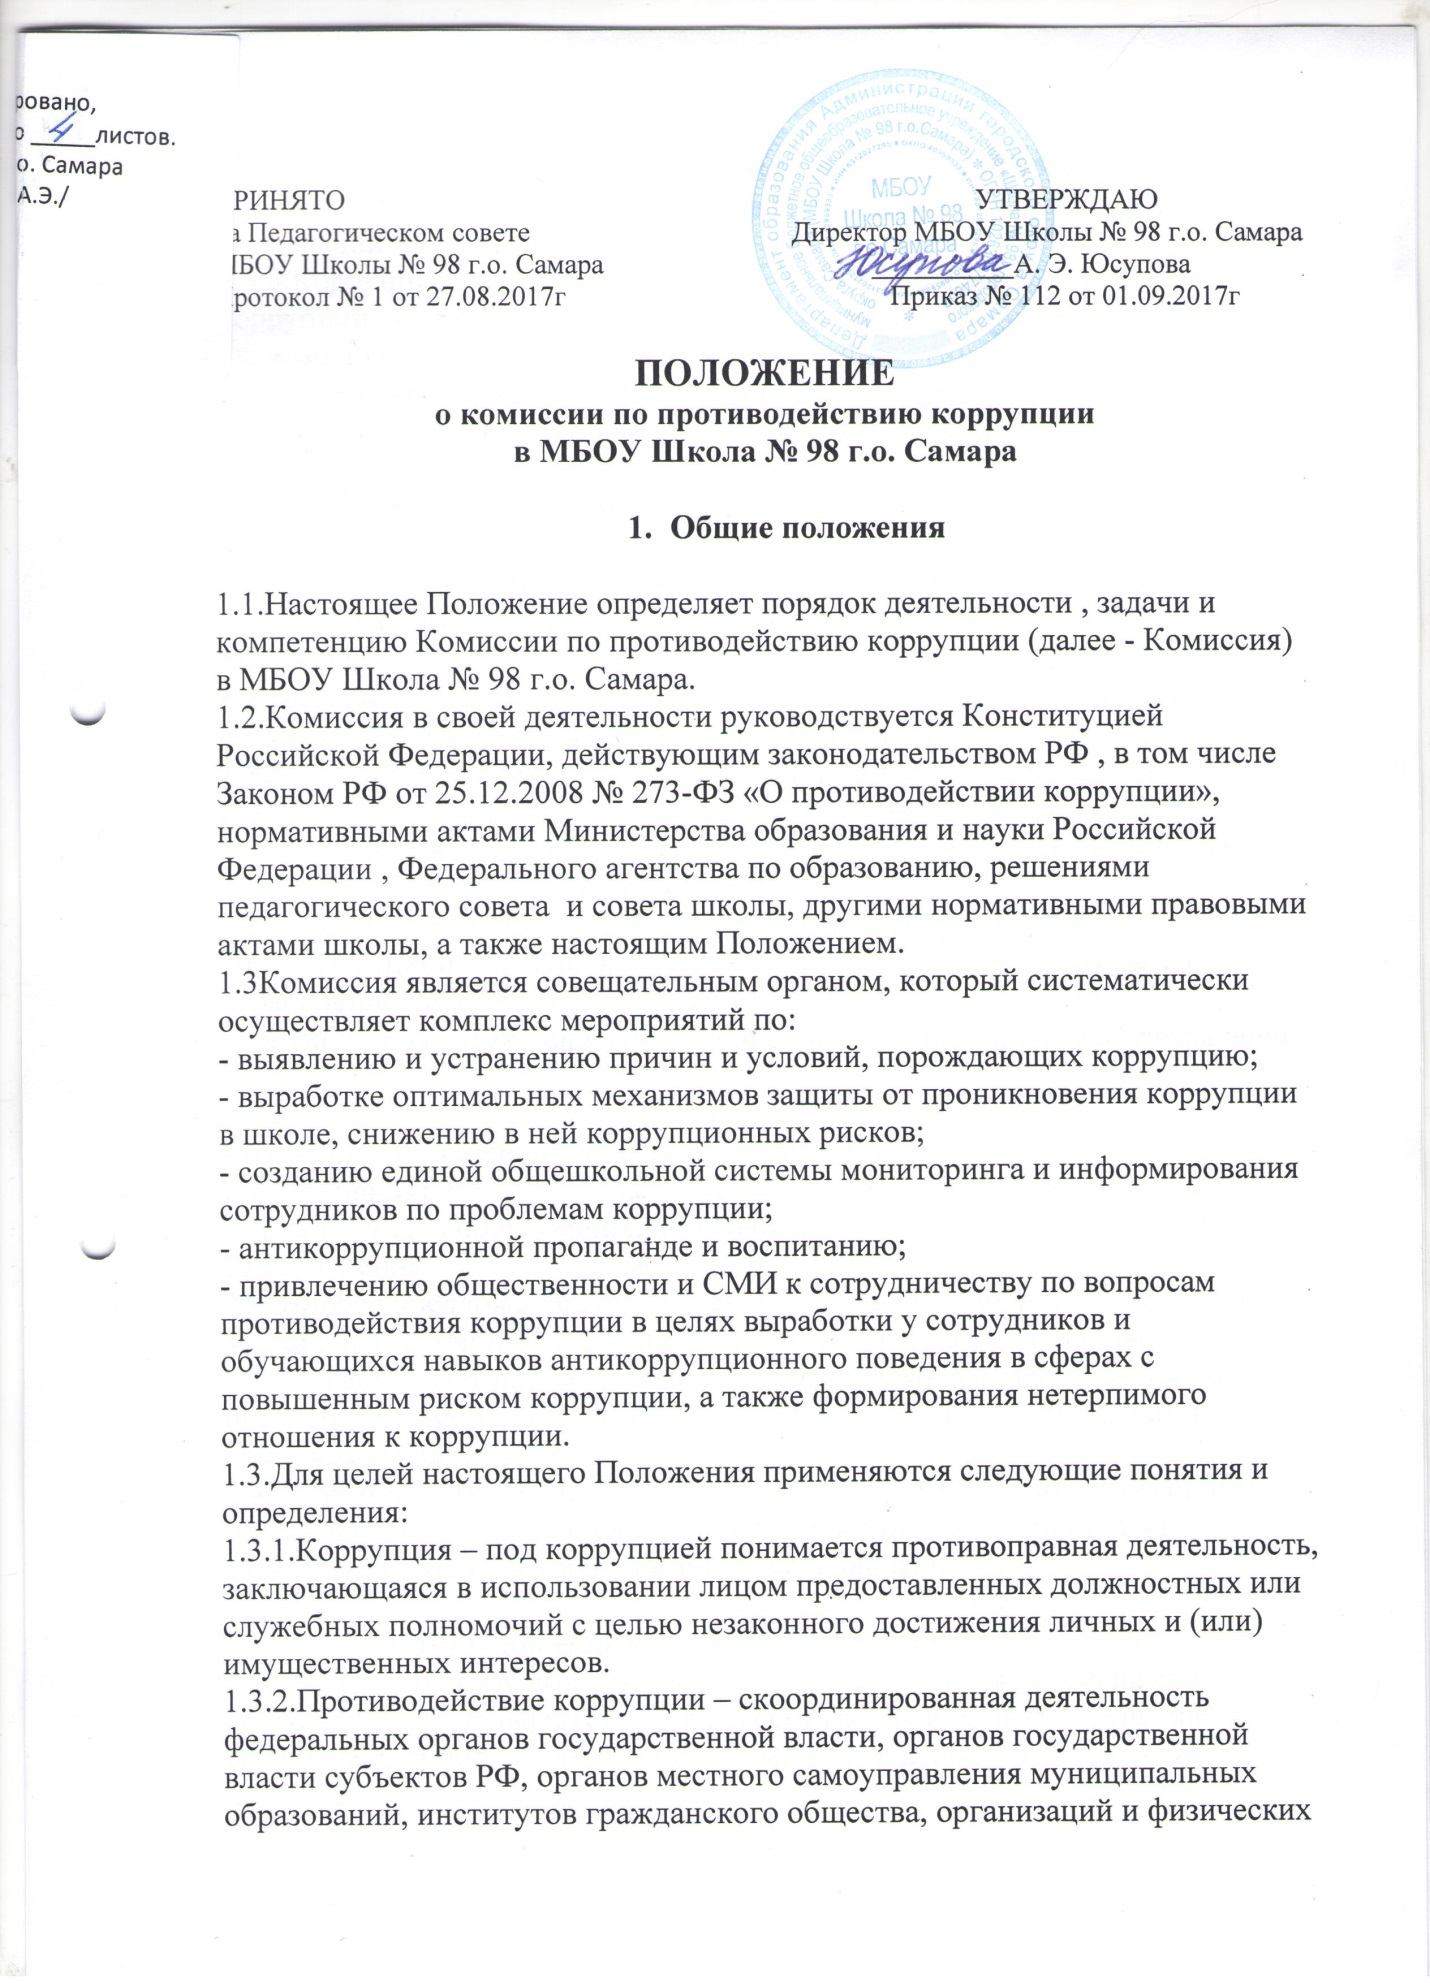 ровано,
о 4 листов.
о. Самара
А.Э./
РИНЯТО
а Педагогическом совете
МБОУ Школы № 98 г.о. Самара
ротокол № 1 от 27.08.2017г
УТВЕРЖДАЮ
Директор МБОУ Школы № 98 г.о. Самара
Юсупова А. Э. Юсупова
Приказ № 112 от 01.09.2017г
МБОУ
Школа № 98
г.о. Самара
ПОЛОЖЕНИЕ
о комиссии по противодействию коррупции
в МБОУ Школа № 98 г.о. Самара
1. Общие положения
1.1.Настоящее Положение определяет порядок деятельности , задачи и
компетенцию Комиссии по противодействию коррупции (далее - Комиссия)
в МБОУ Школа № 98 г.о. Самара.
1.2.Комиссия в своей деятельности руководствуется Конституцией
Российской Федерации, действующим законодательством РФ , в том числе
Законом РФ от 25.12.2008 № 273-ФЗ «О противодействии коррупции»,
нормативными актами Министерства образования и науки Российской
Федерации , Федерального агентства по образованию, решениями
педагогического совета и совета школы, другими нормативными правовыми
актами школы, а также настоящим Положением.
1.3Комиссия является совещательным органом, который систематически
осуществляет комплекс мероприятий по:
- выявлению и устранению причин и условий, порождающих коррупцию;
- выработке оптимальных механизмов защиты от проникновения коррупции
в школе, снижению в ней коррупционных рисков;
- созданию единой общешкольной системы мониторинга и информирования
сотрудников по проблемам коррупции;
- антикоррупционной пропаганде и воспитанию;
- привлечению общественности и СМИ к сотрудничеству по вопросам
противодействия коррупции в целях выработки у сотрудников и
обучающихся навыков антикоррупционного поведения в сферах с
повышенным риском коррупции, а также формирования нетерпимого
отношения к коррупции.
1.3.Для целей настоящего Положения применяются следующие понятия и
определения:
1.3.1.Коррупция – под коррупцией понимается противоправная деятельность,
заключающаяся в использовании лицом предоставленных должностных или
служебных полномочий с целью незаконного достижения личных и (или)
имущественных интересов.
1.3.2.Противодействие коррупции – скоординированная деятельность
федеральных органов государственной власти, органов государственной
власти субъектов РФ, органов местного самоуправления муниципальных
образований, институтов гражданского общества, организаций и физических